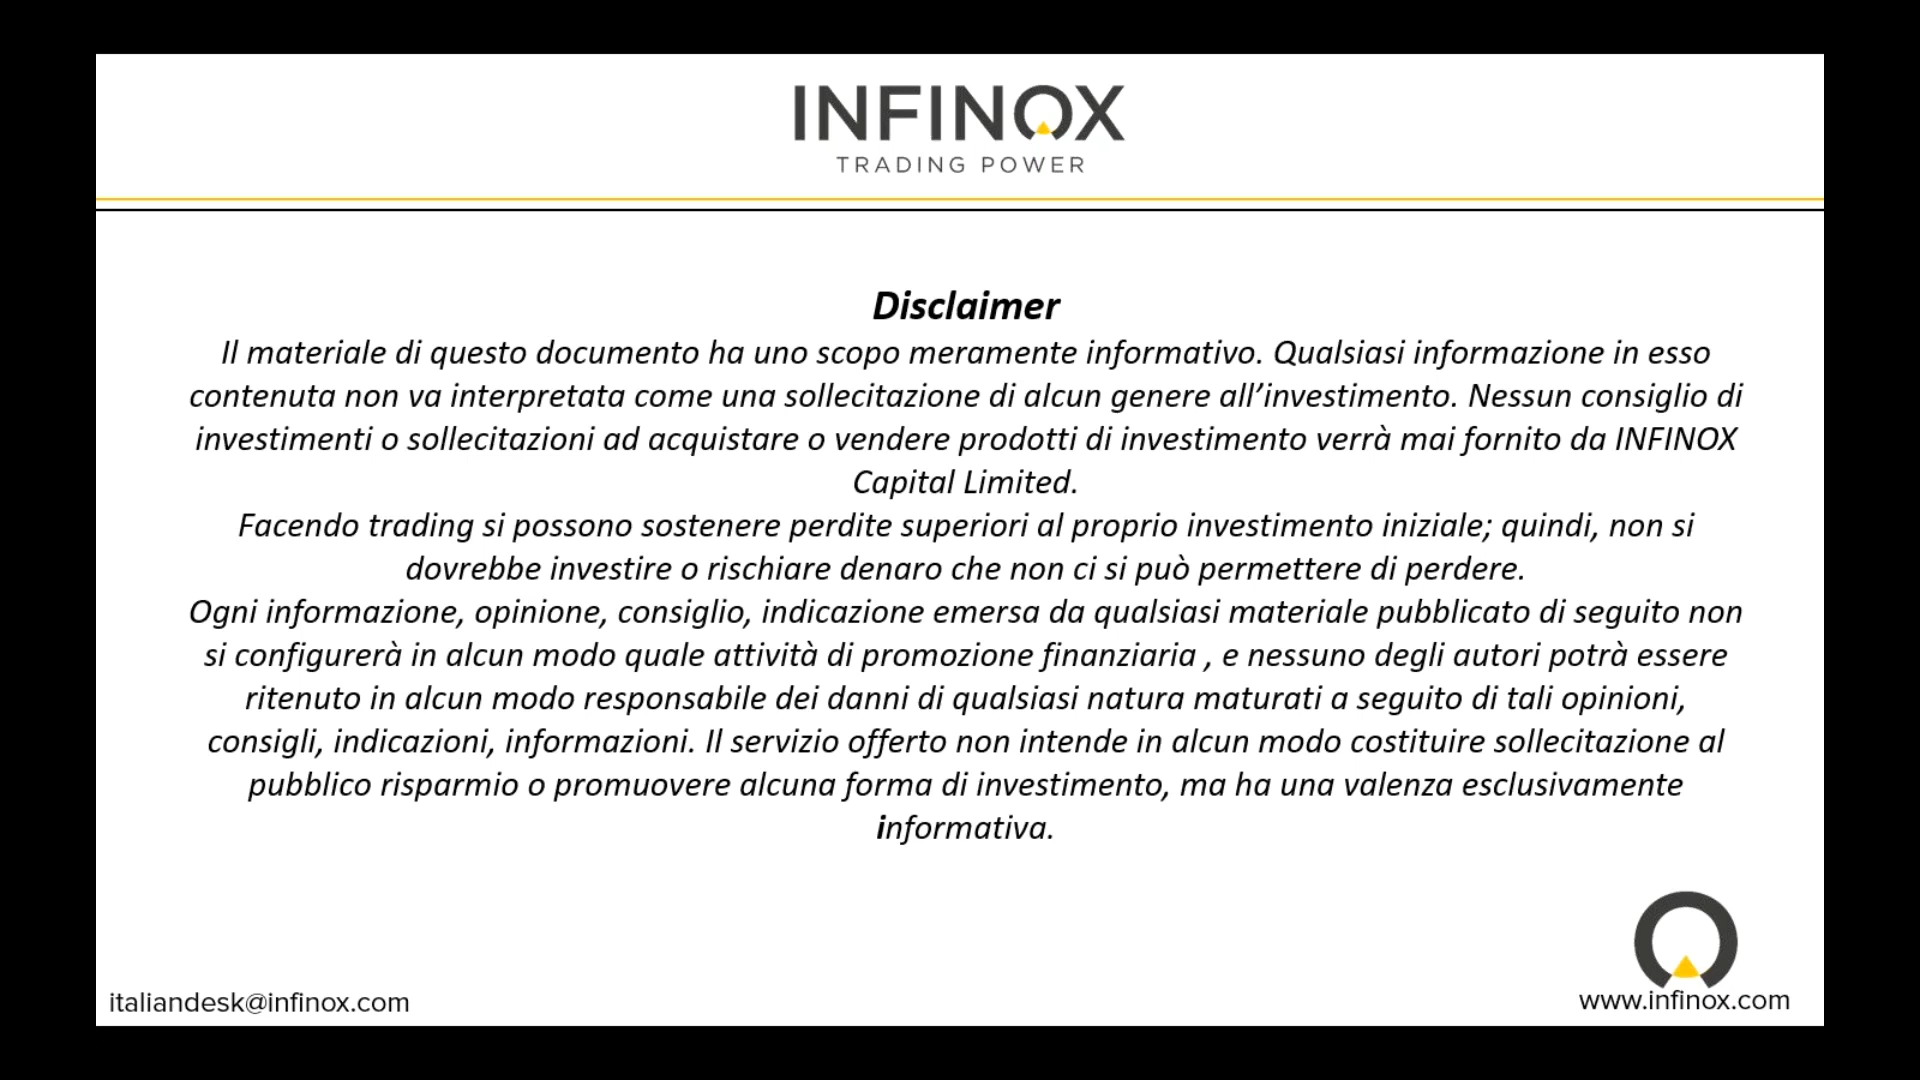 INFINOX
TRADING POWER
Disclaimer
Il materiale di questo documento ha uno scopo meramente informativo. Qualsiasi informazione in esso
contenuta non va interpretata come una sollecitazione di alcun genere all’investimento. Nessun consiglio di
investimenti o sollecitazioni ad acquistare o vendere prodotti di investimento verrà mai fornito da INFINOX
Capital Limited.
Facendo trading si possono sostenere perdite superiori al proprio investimento iniziale; quindi, non si
dovrebbe investire o rischiare denaro che non ci si può permettere di perdere.
Ogni informazione, opinione, consiglio, indicazione emersa da qualsiasi materiale pubblicato di seguito non
si configurerà in alcun modo quale attività di promozione finanziaria , e nessuno degli autori potrà essere
ritenuto in alcun modo responsabile dei danni di qualsiasi natura maturati a seguito di tali opinioni,
consigli, indicazioni, informazioni. Il servizio offerto non intende in alcun modo costituire sollecitazione al
pubblico risparmio o promuovere alcuna forma di investimento, ma ha una valenza esclusivamente
informativa.
italiandesk@infinox.com
www.infinox.com